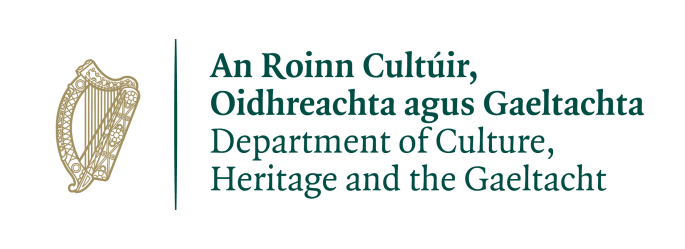 An Roinn Cultúir,
Oidhreachta agus Gaeltachta
Department of Culture,
Heritage and the Gaeltacht